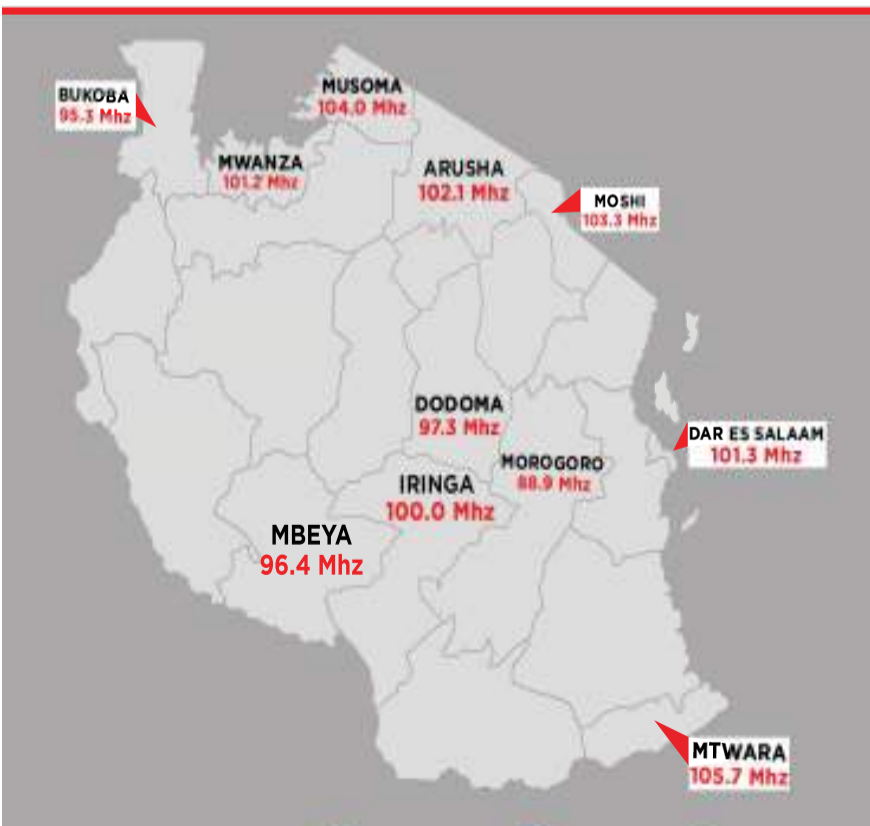 BUKOBA
95.3 Mhz
MUSOMA
104.0 Mhz
MWANZA
101.2 Mhz
ARUSHA
102.1 Mhz
MOSHI
103.3 Mhz
DODOMA
97.3 Mhz
DAR ES SALAAM
101.3 Mhz
MOROGORO
88.9 Mhz
IRINGA
100.0 Mhz
MBEYA
96.4 Mhz
MTWARA
105.7 Mhz